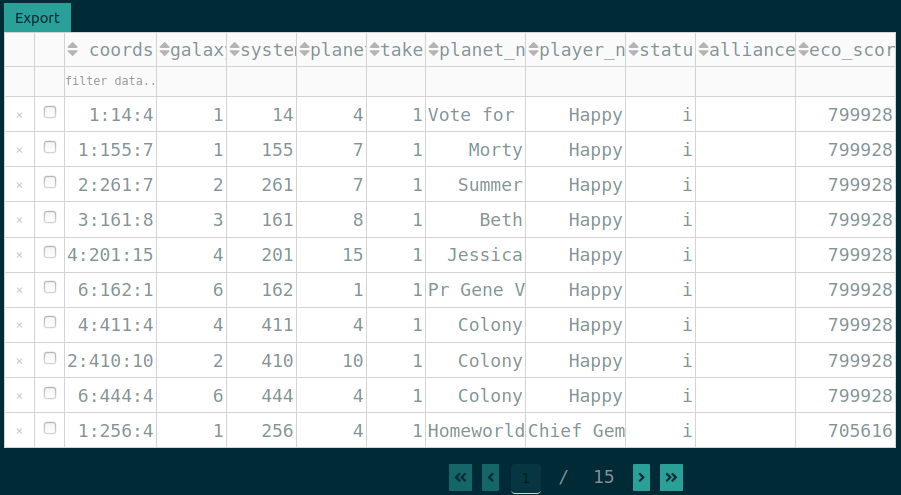 Export
coords galaxy system planet take planet_n player_n statu alliance eco_scor
filter data..
× 1:14:4 1 14 4 1 Vote for Happy i 799928
× 1:155:7 1 155 7 1 Morty Happy i 799928
× 2:261:7 2 261 7 1 Summer Happy i 799928
× 3:161:8 3 161 8 1 Beth Happy i 799928
× 4:201:15 4 201 15 1 Jessica Happy i 799928
× 6:162:1 6 162 1 1 Pr Gene V Happy i 799928
× 4:411:4 4 411 4 1 Colony Happy i 799928
× 2:410:10 2 410 10 1 Colony Happy i 799928
× 6:444:4 6 444 4 1 Colony Happy i 799928
× 1:256:4 1 256 4 1 Homeworld Chief Gem i 705616
« ‹ 1 / 15 › »